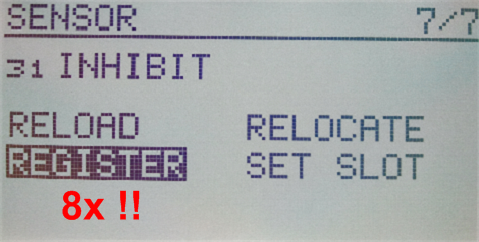 SENSOR 7/7
31 INHIBIT
RELOAD RELOCATE
REGISTER SET SLOT
8x !!